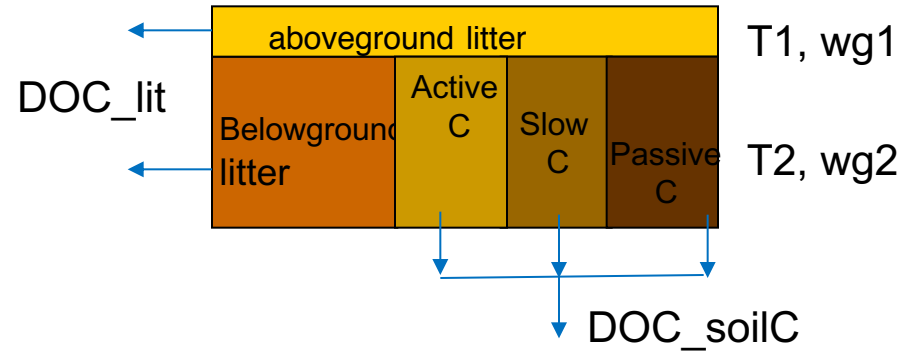 aboveground litter
T1, wg1
DOC_lit
Belowground
litter
Active
C
Slow
C
Passive
C
T2, wg2
DOC_soilC